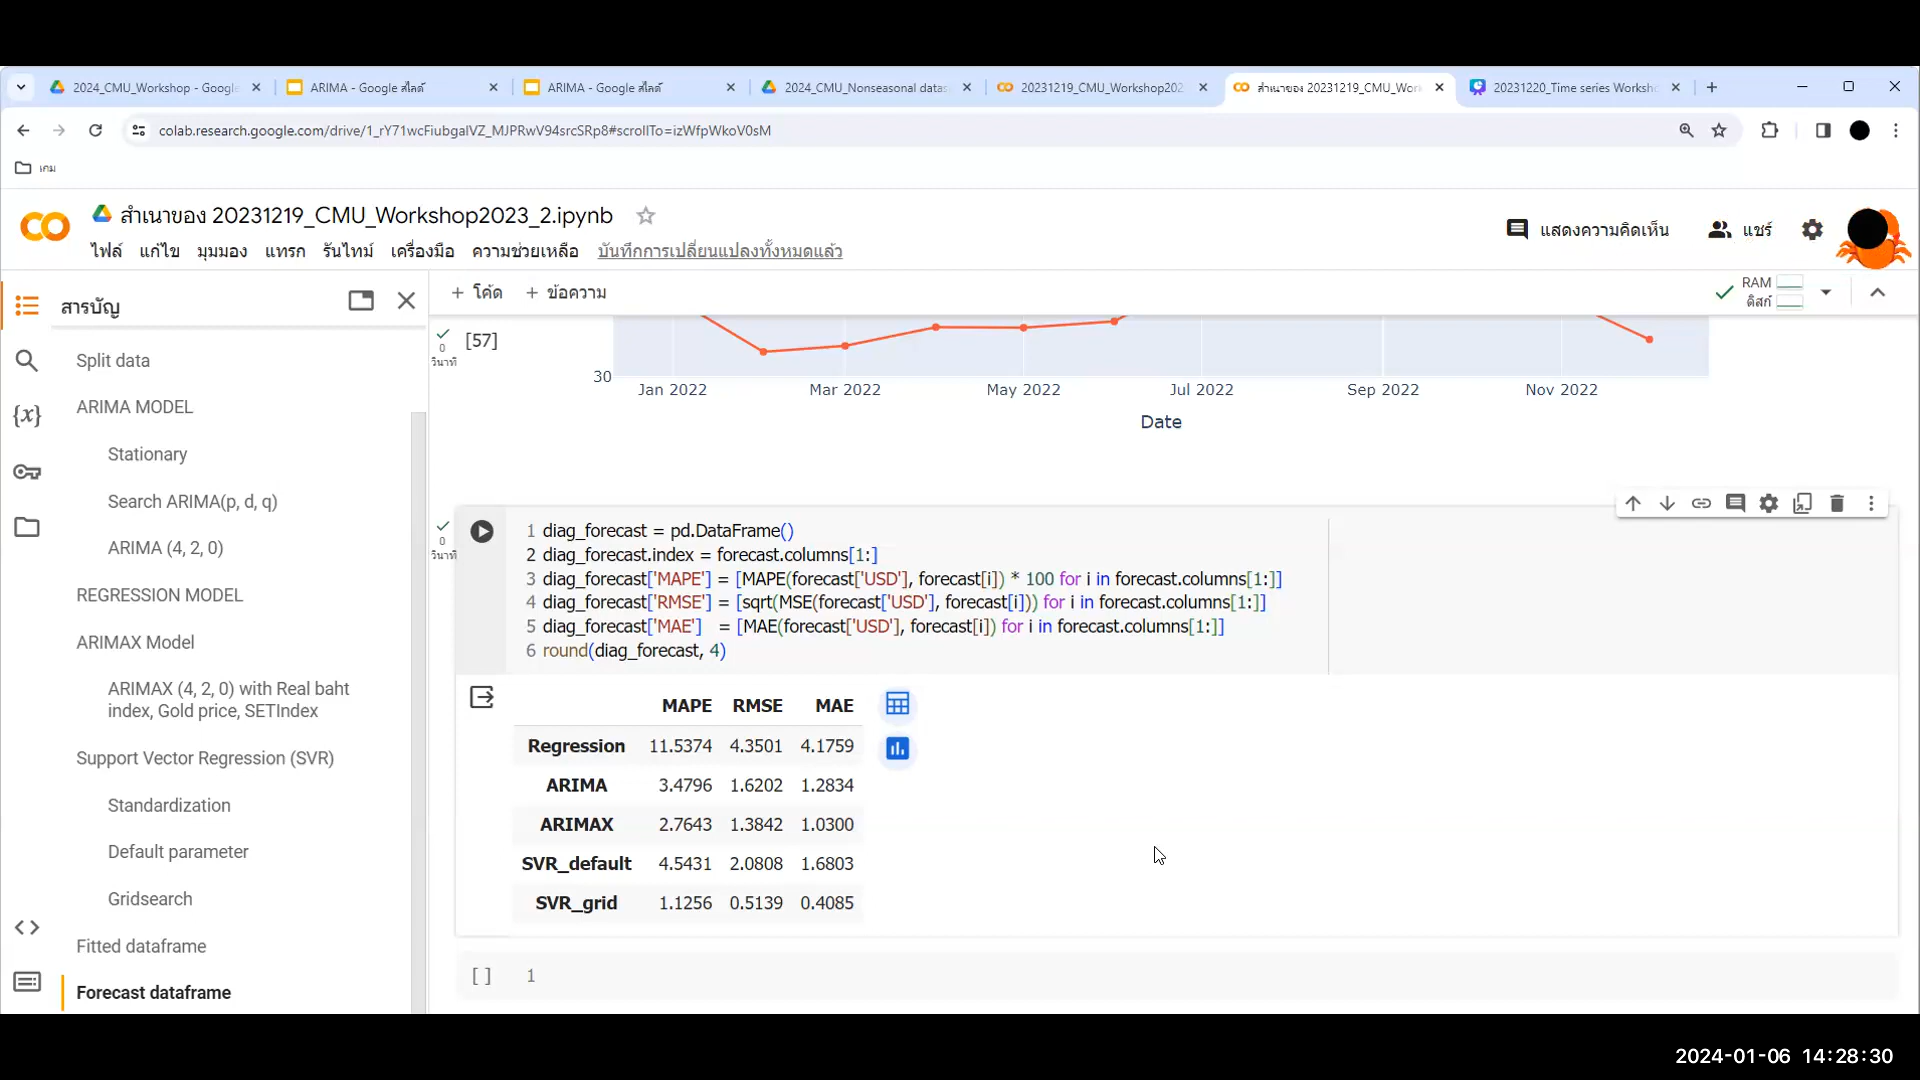 2024_CMU_Workshop - Google
ARIMA - Google สไลด์
ARIMA - Google สไลด์
2024_CMU_Nonseasonal datas
20231219_CMU_Workshop202
สำเนาของ 20231219_CMU_Wor
20231220_Time series Worksh
colab.research.google.com/drive/1_rY71wcFiubgaIVZ_MJPRwV94srcSRp8#scrollTo=izWfpWkoV0sM
เกม
CO
สำเนาของ 20231219_CMU_Workshop2023_2.ipynb
ไฟล์ แก้ไข มุมมอง แทรก รันไทม์ เครื่องมือ ความช่วยเหลือ บันทึกการเปลี่ยนแปลงทั้งหมดแล้ว
แสดงความคิดเห็น
แชร์
สารบัญ
+ โค้ด + ข้อความ
RAM
ดิสก์
Split data
ARIMA MODEL
Stationary
Search ARIMA(p, d, q)
ARIMA (4, 2, 0)
REGRESSION MODEL
ARIMAX Model
ARIMAX (4, 2, 0) with Real baht
index, Gold price, SETIndex
Support Vector Regression (SVR)
Standardization
Default parameter
Gridsearch
Fitted dataframe
Forecast dataframe
{x}
0
วินาที
[57]
30
Jan 2022 Mar 2022 May 2022 Jul 2022 Sep 2022 Nov 2022
Date
0
วินาที
1 diag_forecast = pd.DataFrame()
2 diag_forecast.index = forecast.columns[1:]
3 diag_forecast['MAPE'] = [MAPE(forecast['USD'], forecast[i]) * 100 for i in forecast.columns[1:]]
4 diag_forecast['RMSE'] = [sqrt(MSE(forecast['USD'], forecast[i])) for i in forecast.columns[1:]]
5 diag_forecast['MAE'] = [MAE(forecast['USD'], forecast[i]) for i in forecast.columns[1:]]
6 round(diag_forecast, 4)
MAPE RMSE MAE
Regression 11.5374 4.3501 4.1759
ARIMA 3.4796 1.6202 1.2834
ARIMAX 2.7643 1.3842 1.0300
SVR_default 4.5431 2.0808 1.6803
SVR_grid 1.1256 0.5139 0.4085
[ ] 1
2024-01-06 14:28:30